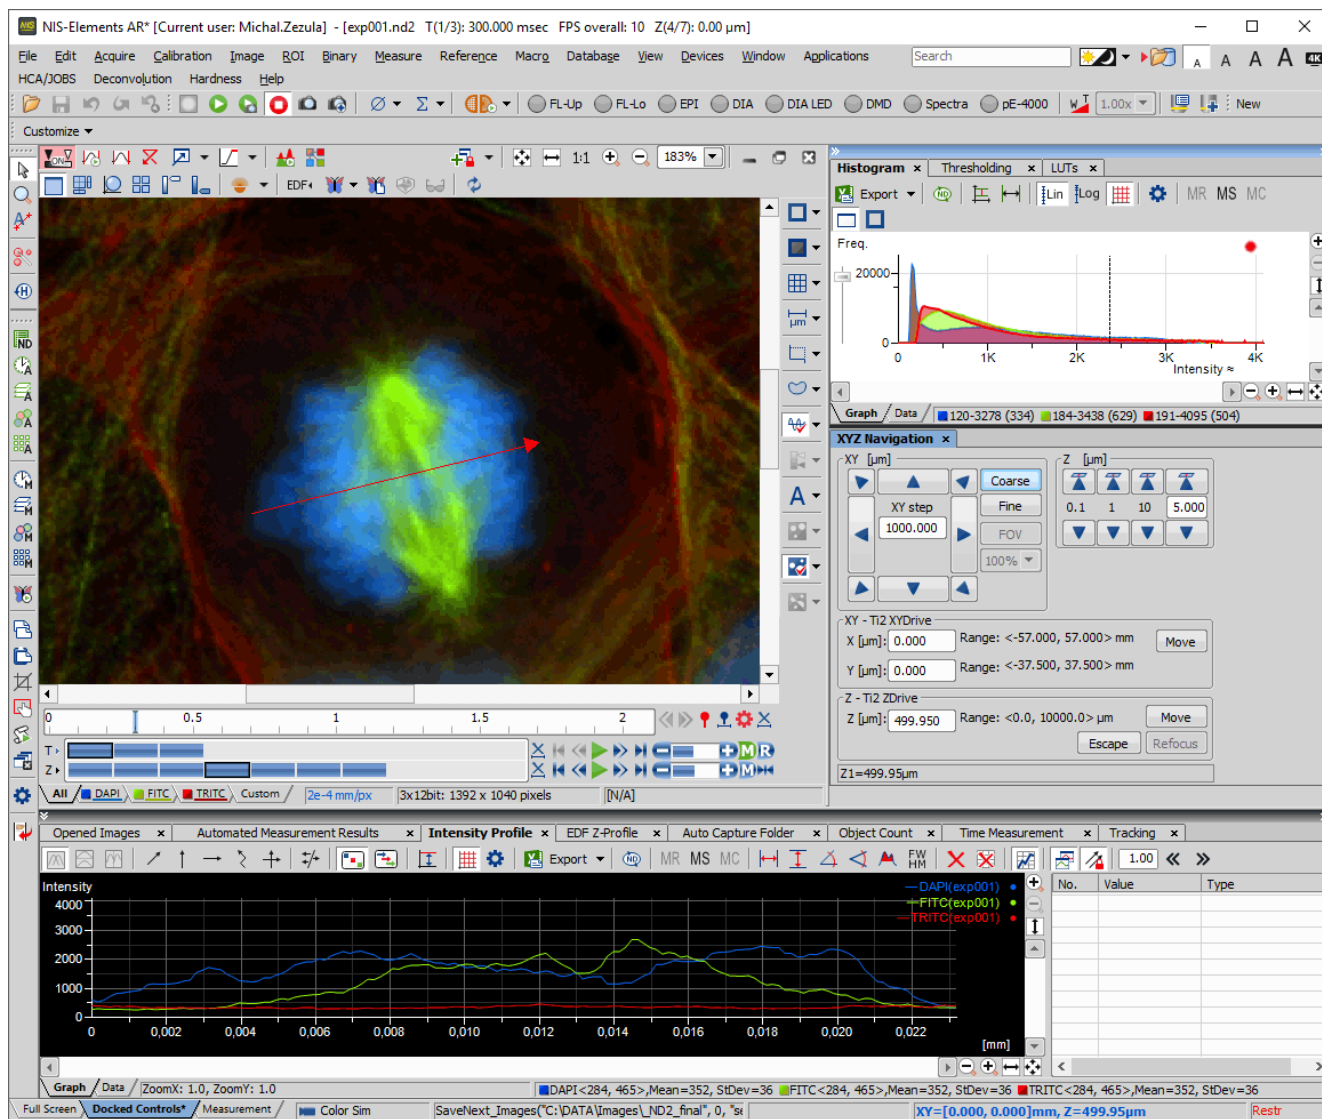 NIS-Elements AR* [Current user: Michal.Zezula] - [exp001.nd2 T(1/3): 300.000 msec FPS overall: 10 Z(4/7): 0.00 µm]
File Edit Acquire Calibration Image ROI Binary Measure Reference Macro Database View Devices Window Applications Search A A A A 4K
HCA/JOBS Deconvolution Hardness Help
FL-Up FL-Lo EPI DIA DIA LED DMD Spectra pE-4000 1.00x New
Customize
ON 1:1 183%
EDF
Histogram Thresholding LUTs
Export ND Lin Log MR MS MC
Freq.
20000
0
0 1K 2K 3K 4K
Intensity ≈
Graph Data 120-3278 (334) 184-3438 (629) 191-4095 (504)
XYZ Navigation
XY [µm] Z [µm]
Coarse
XY step Fine 0.1 1 10 5.000
1000.000
FOV
100%
XY - Ti2 XYDrive
X [µm]: 0.000 Range: <-57.000, 57.000> mm Move
Y [µm]: 0.000 Range: <-37.500, 37.500> mm
Z - Ti2 ZDrive
Z [µm]: 499.950 Range: <0.0, 10000.0> µm Move
Escape Refocus
Z1=499.95µm
ND
A
A
A
A
M
M
M
M
µm
A
0 0.5 1 1.5 2
T M R
Z M
All DAPI FITC TRITC Custom 2e-4 mm/px 3x12bit: 1392 x 1040 pixels [N/A]
Opened Images Automated Measurement Results Intensity Profile EDF Z-Profile Auto Capture Folder Object Count Time Measurement Tracking
Export ND MR MS MC FW HM 1.00
Intensity
DAPI(exp001)
FITC(exp001)
TRITC(exp001)
4000
3000
2000
1000
0
0 0,002 0,004 0,006 0,008 0,010 0,012 0,014 0,016 0,018 0,020 0,022
[mm]
No. Value Type
Graph Data ZoomX: 1.0, ZoomY: 1.0 DAPI<284, 465>,Mean=352, StDev=36 FITC<284, 465>,Mean=352, StDev=36 TRITC<284, 465>,Mean=352, StDev=36
Full Screen Docked Controls* Measurement Color Sim SaveNext_Images("C:\DATA\Images\_ND2_final", 0, "se XY=[0.000, 0.000]mm, Z=499.95µm Restr